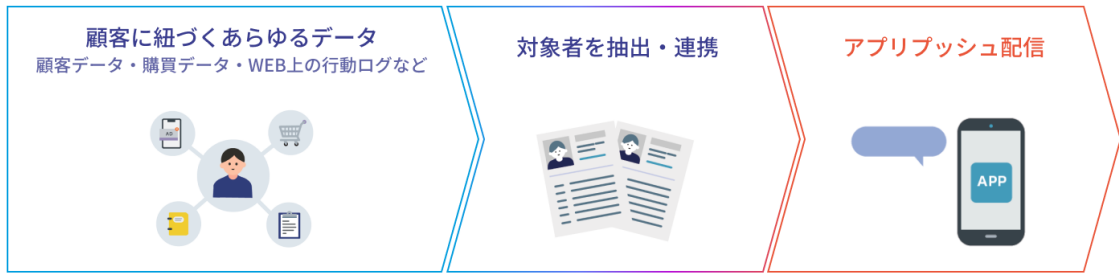 顧客に紐づくあらゆるデータ
顧客データ・購買データ・WEB上の行動ログなど
AD
対象者を抽出・連携
アプリプッシュ配信
APP